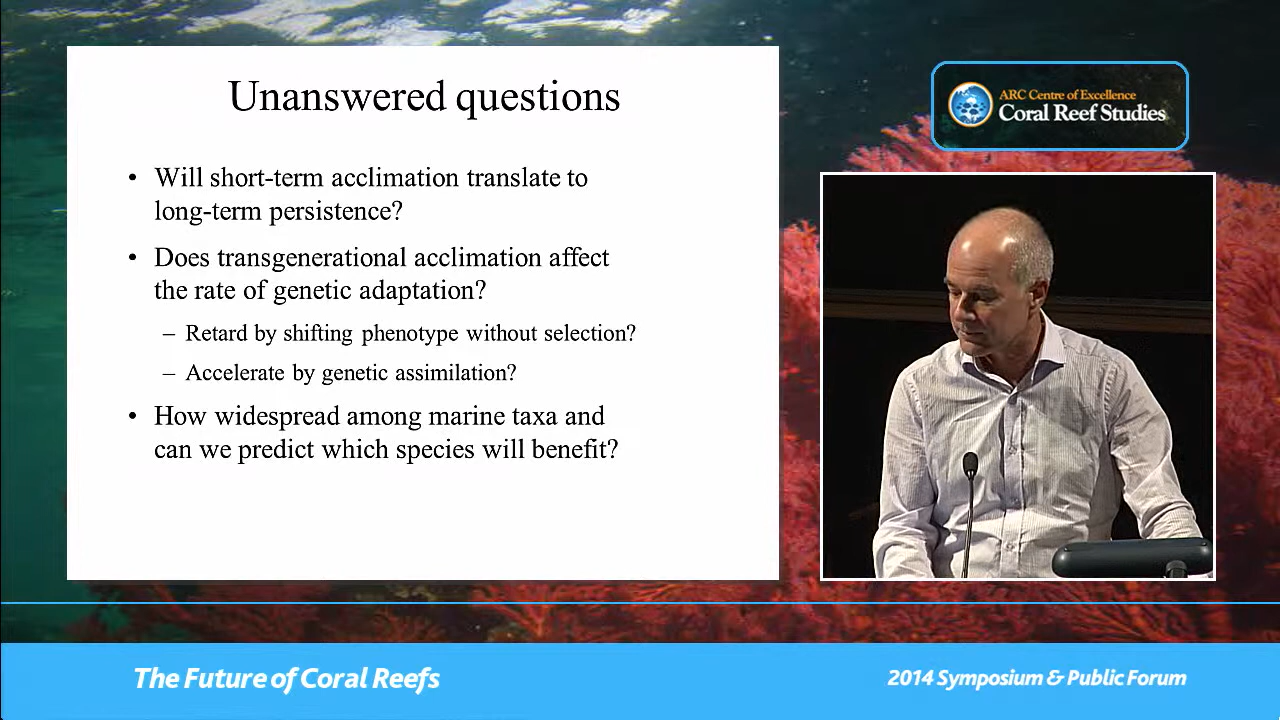 Unanswered questions
• Will short-term acclimation translate to
long-term persistence?
• Does transgenerational acclimation affect
the rate of genetic adaptation?
– Retard by shifting phenotype without selection?
– Accelerate by genetic assimilation?
• How widespread among marine taxa and
can we predict which species will benefit?
ARC Centre of Excellence
Coral Reef Studies
The Future of Coral Reefs
2014 Symposium & Public Forum